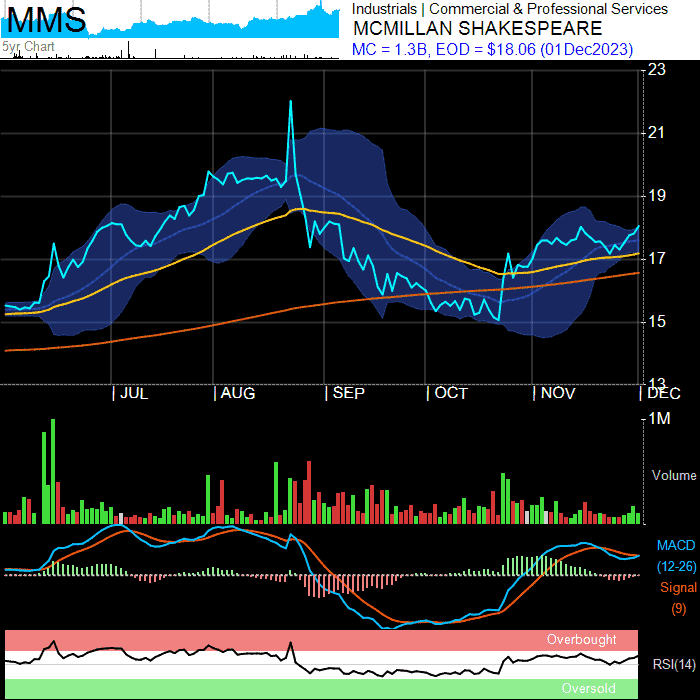 MMS
5yr Chart
Industrials | Commercial & Professional Services
MCMILLAN SHAKESPEARE
MC = 1.3B, EOD = $18.06 (01Dec2023)
23
21
19
17
15
13
JUL
AUG
SEP
OCT
NOV
DEC
1M
Volume
MACD
(12-26)
Signal
(9)
Overbought
RSI(14)
Oversold